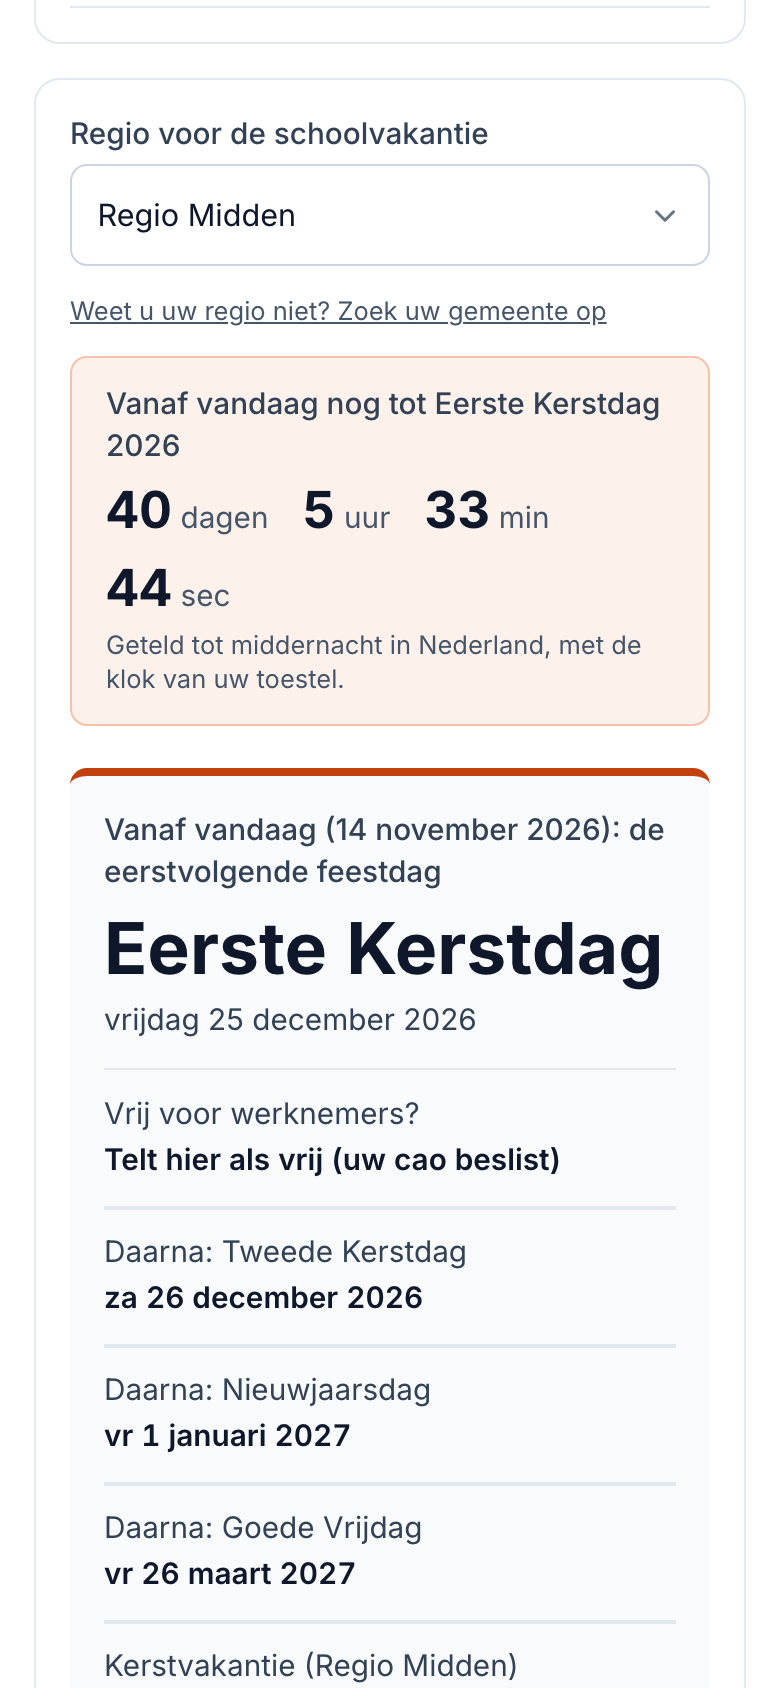 Regio voor de schoolvakantie
Regio Midden
Weet u uw regio niet? Zoek uw gemeente op
Vanaf vandaag nog tot Eerste Kerstdag
2026
40 dagen 5 uur 33 min
44 sec
Geteld tot middernacht in Nederland, met de
klok van uw toestel.
Vanaf vandaag (14 november 2026): de
eerstvolgende feestdag
Eerste Kerstdag
vrijdag 25 december 2026
Vrij voor werknemers?
Telt hier als vrij (uw cao beslist)
Daarna: Tweede Kerstdag
za 26 december 2026
Daarna: Nieuwjaarsdag
vr 1 januari 2027
Daarna: Goede Vrijdag
vr 26 maart 2027
Kerstvakantie (Regio Midden)